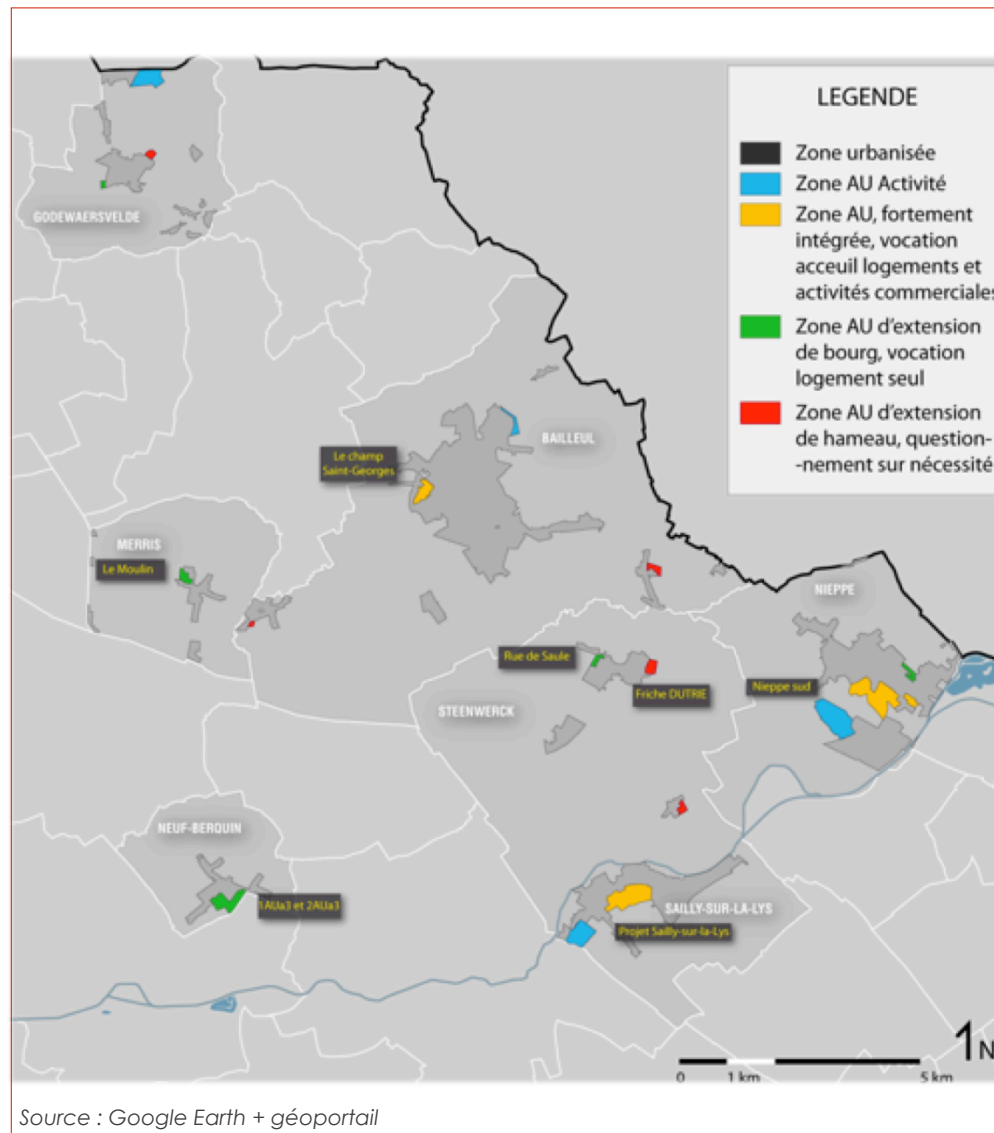 LEGENDE
Zone urbanisée
Zone AU Activité
Zone AU, fortement
intégrée, vocation
acceuil logements et
activités commerciales
Zone AU d'extension
de bourg, vocation
logement seul
Zone AU d'extension
de hameau, question-
-nement sur nécessité
GODEWAERSVELDE
BAILLEUL
Le champ
Saint-Georges
MERRIS
Le Moulin
NIEPPE
Rue de Saule
Friche DUTRIE
Nieppe sud
STEENWERCK
NEUF-BERQUIN
1AUa3 et 2AUa3
SAILLY-SUR-LA-LYS
Projet Sailly-sur-la-Lys
1 N
0 1 km 5 km
Source : Google Earth + géoportail